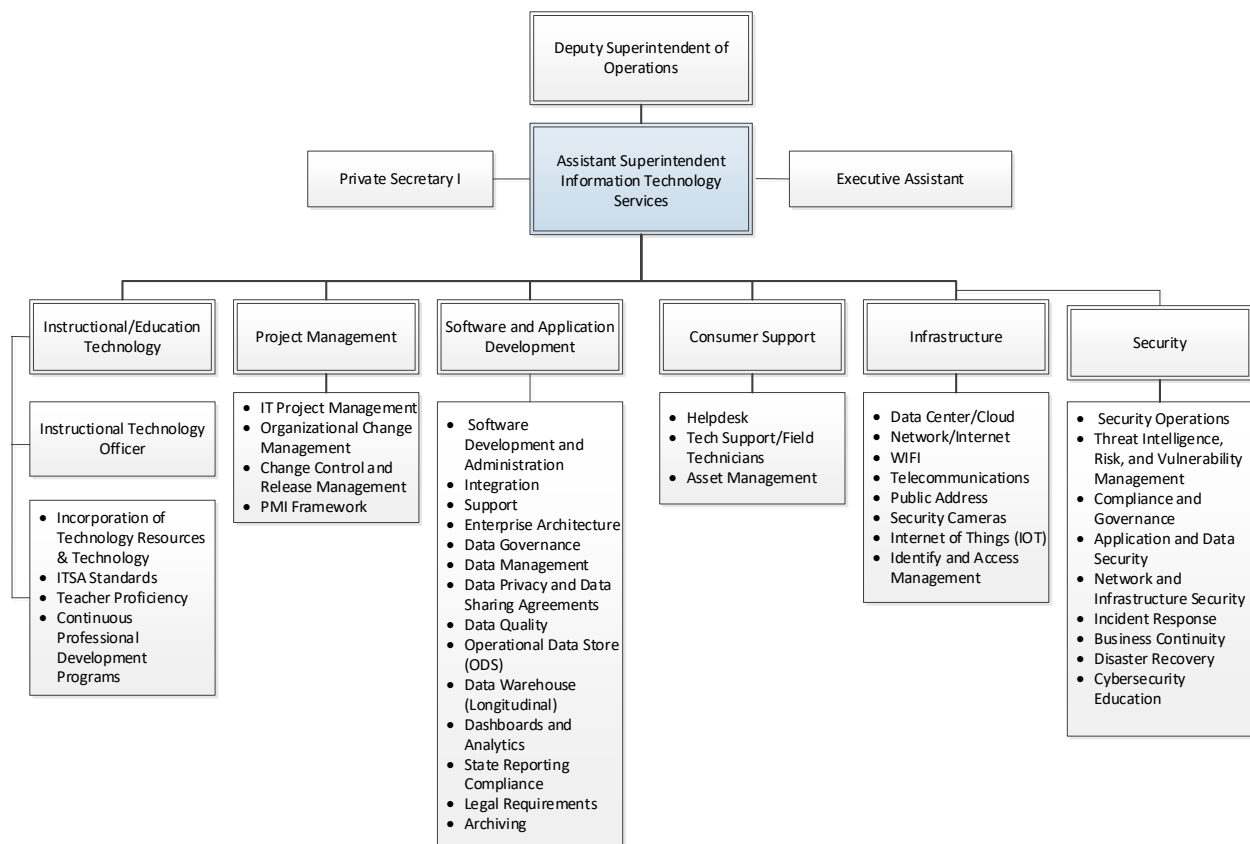 Deputy Superintendent of
Operations
Private Secretary I
Assistant Superintendent
Information Technology
Services
Executive Assistant
Instructional/Education
Technology
Project Management
Software and Application
Development
Consumer Support
Infrastructure
Security
Instructional Technology
Officer
• Incorporation of
Technology Resources
& Technology
• ITSA Standards
• Teacher Proficiency
• Continuous
Professional
Development
Programs
• IT Project Management
• Organizational Change
Management
• Change Control and
Release Management
• PMI Framework
• Software
Development and
Administration
• Integration
• Support
• Enterprise Architecture
• Data Governance
• Data Management
• Data Privacy and Data
Sharing Agreements
• Data Quality
• Operational Data Store
(ODS)
• Data Warehouse
(Longitudinal)
• Dashboards and
Analytics
• State Reporting
Compliance
• Legal Requirements
• Archiving
• Helpdesk
• Tech Support/Field
Technicians
• Asset Management
• Data Center/Cloud
• Network/Internet
• WIFI
• Telecommunications
• Public Address
• Security Cameras
• Internet of Things (IOT)
• Identify and Access
Management
• Security Operations
• Threat Intelligence,
Risk, and Vulnerability
Management
• Compliance and
Governance
• Application and Data
Security
• Network and
Infrastructure Security
• Incident Response
• Business Continuity
• Disaster Recovery
• Cybersecurity
Education